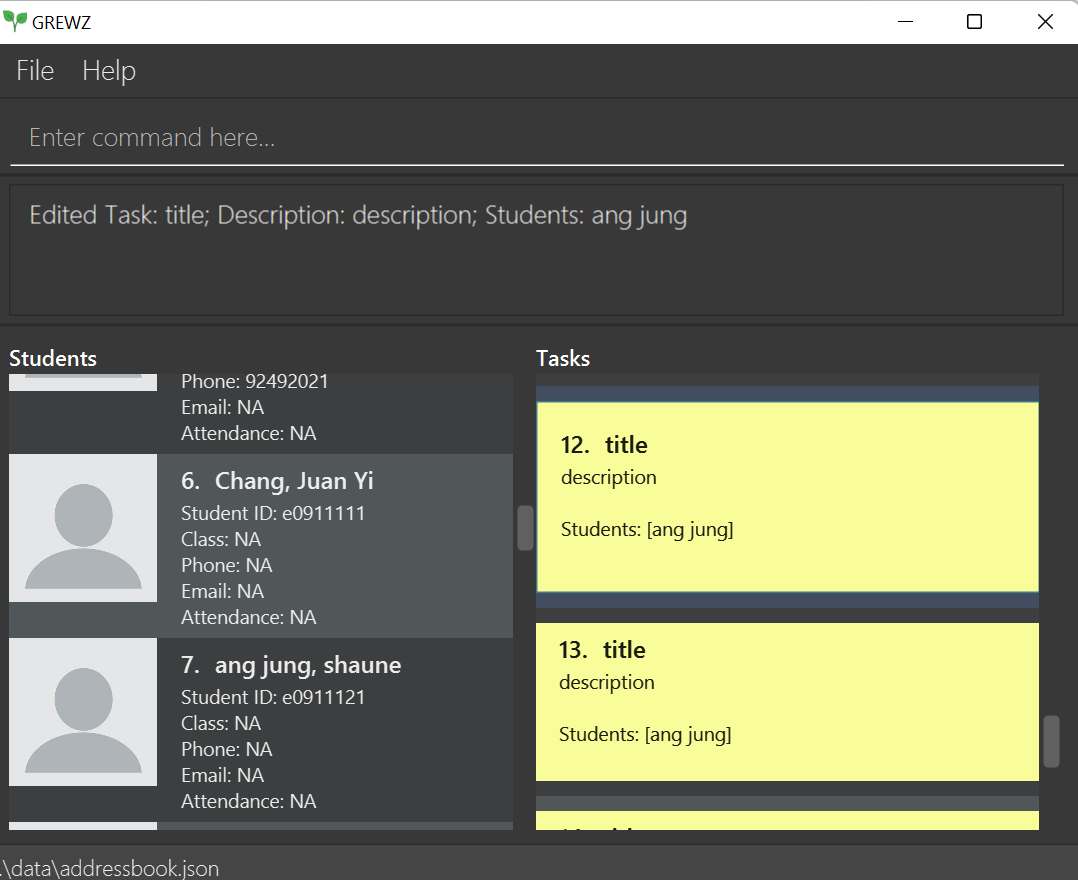 GREWZ
File Help
Enter command here...
Edited Task: title; Description: description; Students: ang jung
Students
Phone: 92492021
Email: NA
Attendance: NA
6. Chang, Juan Yi
Student ID: e0911111
Class: NA
Phone: NA
Email: NA
Attendance: NA
7. ang jung, shaune
Student ID: e0911121
Class: NA
Phone: NA
Email: NA
Attendance: NA
Tasks
12. title
description
Students: [ang jung]
13. title
description
Students: [ang jung]
.\data\addressbook.json